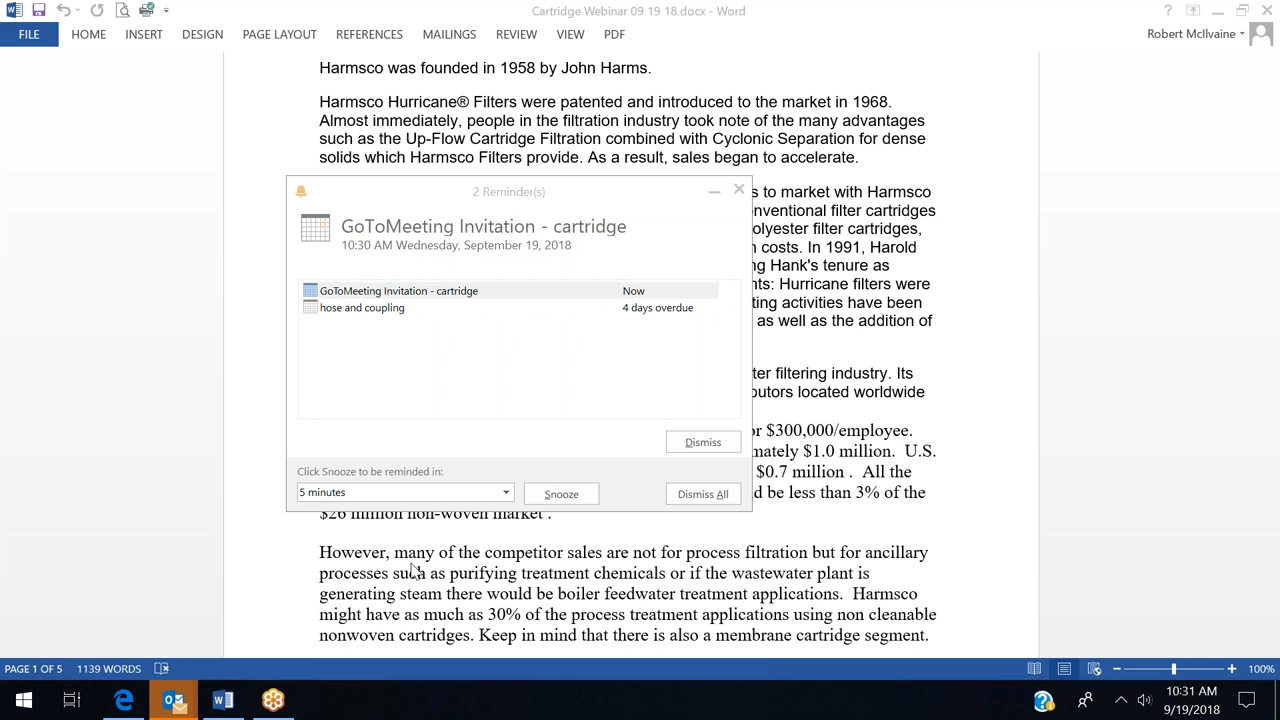 Cartridge Webinar 09 19 18.docx - Word
?
FILE HOME INSERT DESIGN PAGE LAYOUT REFERENCES MAILINGS REVIEW VIEW PDF
Robert McIlvaine
Harmsco was founded in 1958 by John Harms.
Harmsco Hurricane® Filters were patented and introduced to the market in 1968.
Almost immediately, people in the filtration industry took note of the many advantages
such as the Up-Flow Cartridge Filtration combined with Cyclonic Separation for dense
solids which Harmsco Filters provide. As a result, sales began to accelerate.
s to market with Harmsco
nventional filter cartridges
olyester filter cartridges,
costs. In 1991, Harold
ng Hank's tenure as
nts: Hurricane filters were
ting activities have been
as well as the addition of
ter filtering industry. Its
butors located worldwide
or $300,000/employee.
mately $1.0 million. U.S.
$0.7 million . All the
d be less than 3% of the
2 Reminder(s)
GoToMeeting Invitation - cartridge
10:30 AM Wednesday, September 19, 2018
GoToMeeting Invitation - cartridge Now
hose and coupling 4 days overdue
Dismiss
Click Snooze to be reminded in:
5 minutes
Snooze
Dismiss All
$26 million non-woven market .
However, many of the competitor sales are not for process filtration but for ancillary
processes such as purifying treatment chemicals or if the wastewater plant is
generating steam there would be boiler feedwater treatment applications. Harmsco
might have as much as 30% of the process treatment applications using non cleanable
nonwoven cartridges. Keep in mind that there is also a membrane cartridge segment.
PAGE 1 OF 5 1139 WORDS
100%
10:31 AM
9/19/2018